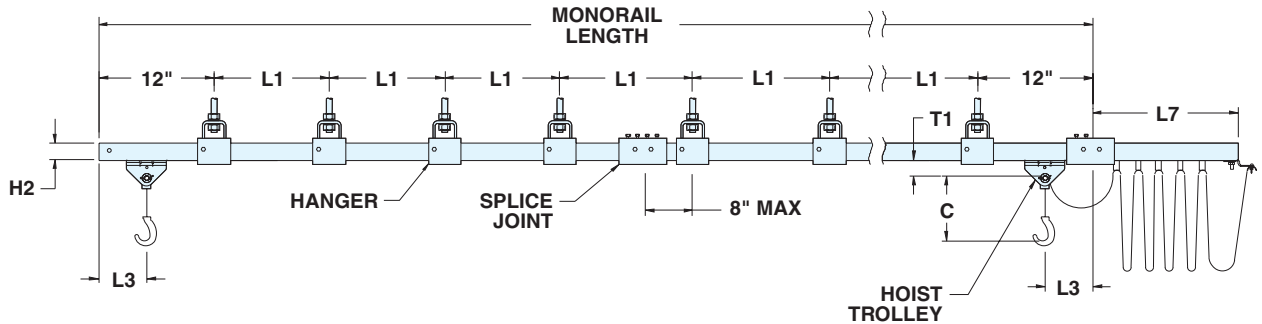 MONORAIL
LENGTH
12"
L1
L1
L1
L1
L1
L1
12"
L7
T1
H2
HANGER
SPLICE
JOINT
8" MAX
C
L3
L3
HOIST
TROLLEY